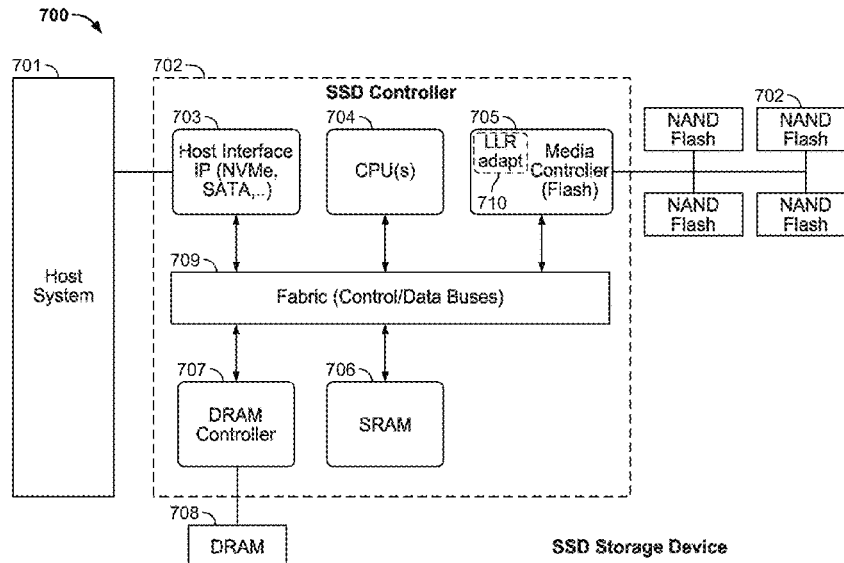 700
701
702
SSD Controller
703
Host Interface
IP (NVMe,
SATA,..)
704
CPU(s)
705
LLR
adapt
710
Media
Controller
(Flash)
702
NAND
Flash
NAND
Flash
NAND
Flash
NAND
Flash
Host
System
709
Fabric (Control/Data Buses)
707
DRAM
Controller
706
SRAM
708
DRAM
SSD Storage Device